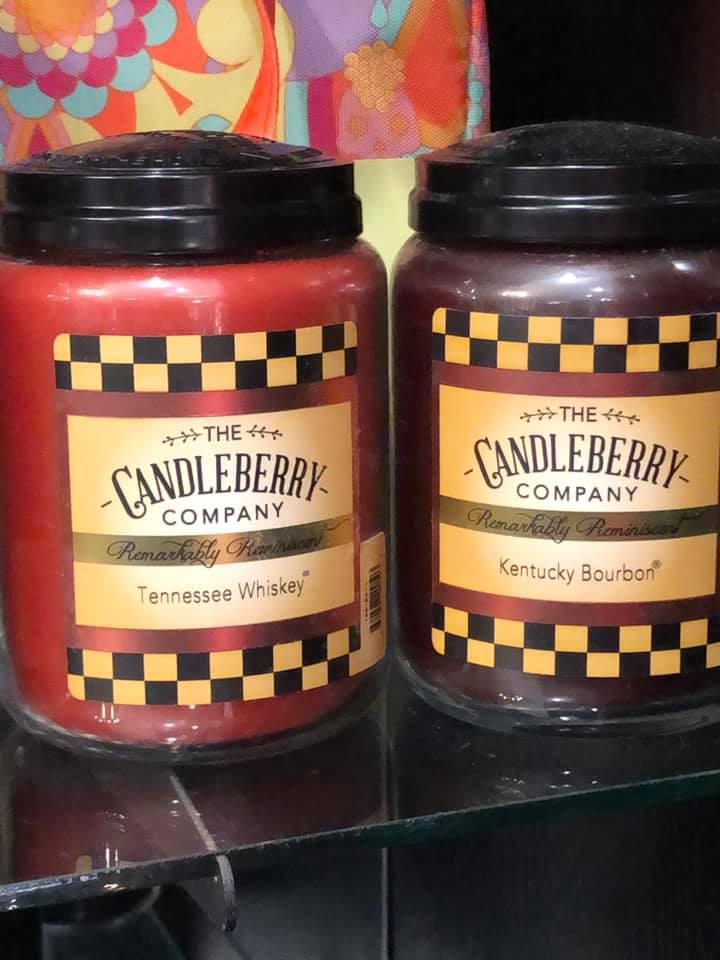 THE
CANDLEBERRY
COMPANY
Remarkably Reminiscent
Tennessee Whiskey®
THE
CANDLEBERRY
COMPANY
Remarkably Reminiscent
Kentucky Bourbon®